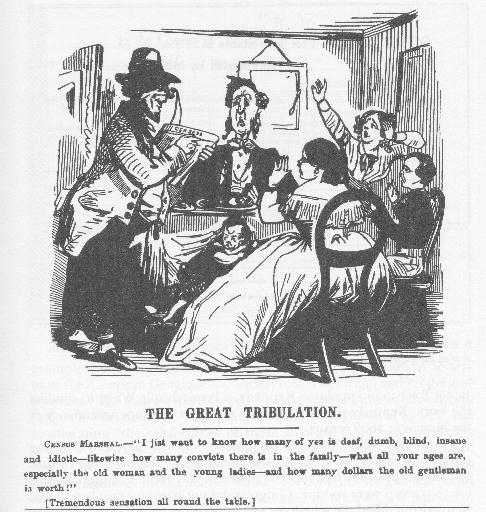 CENSUS
THE GREAT TRIBULATION.
CENSUS MARSHAL.—"I jist want to know how many of yez is deaf, dumb, blind, insane
and idiotic—likewise how many convicts there is in the family—what all your ages are,
especially the old woman and the young ladies—and how many dollars the old gentleman
is worth!"
[Tremendous sensation all round the table.]